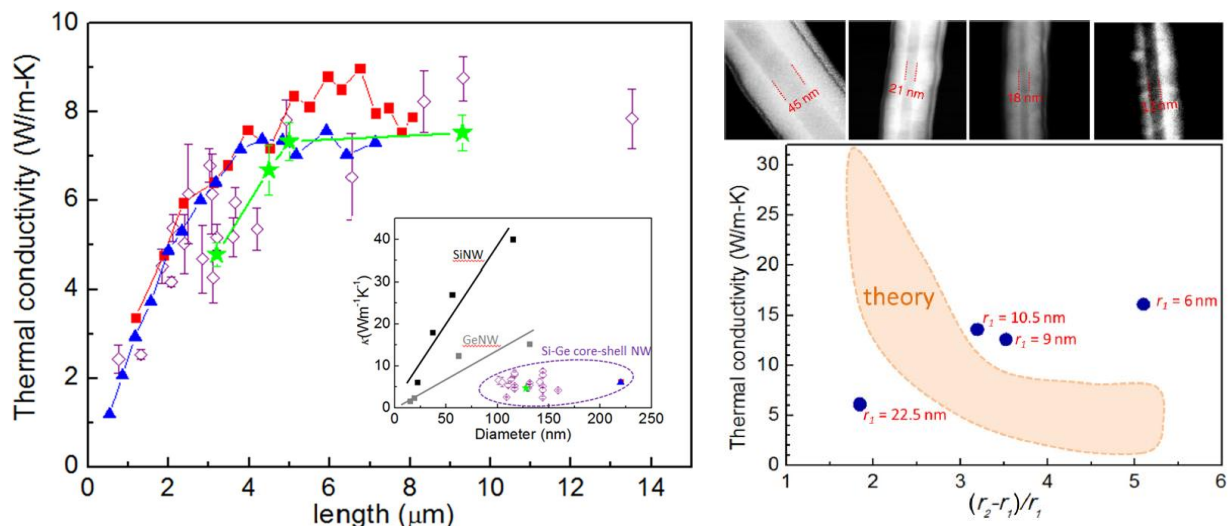 10
8
6
4
2
0
Thermal conductivity (W/m-K)
0 2 4 6 8 10 12 14
length (μm)
40
30
20
10
0
κ(Wm⁻¹K⁻¹)
SiNW
GeNW
Si-Ge core-shell NW
0 50 100 150 200 250
Diameter (nm)
45 nm
21 nm
18 nm
30
25
20
15
10
5
0
Thermal conductivity (W/m-K)
theory
r₁ = 6 nm
r₁ = 10.5 nm
r₁ = 9 nm
r₁ = 22.5 nm
1 2 3 4 5 6
(r₂-r₁)/r₁